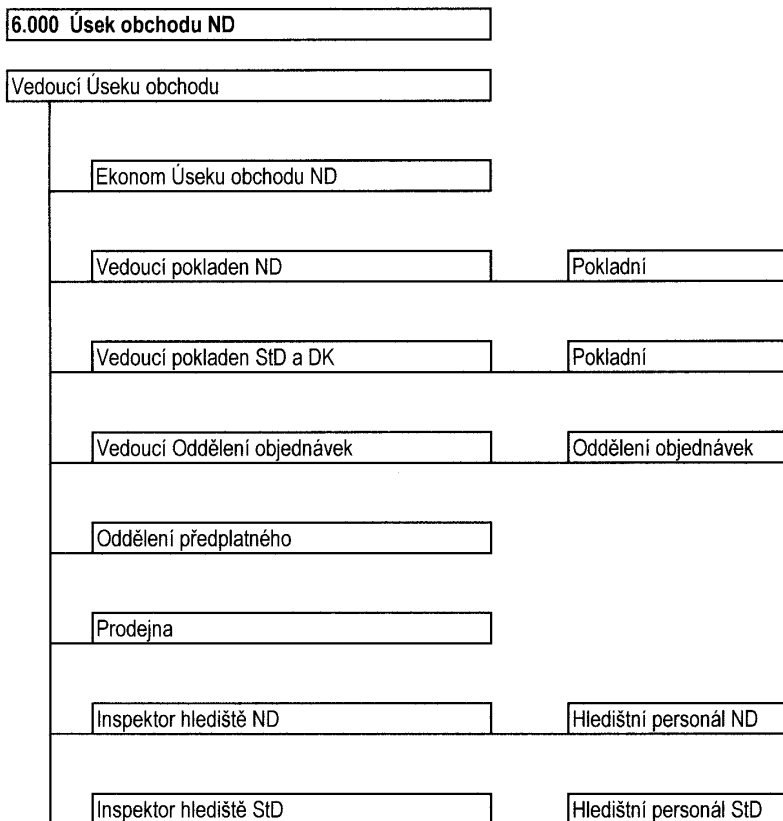 6.000 Úsek obchodu ND
Vedoucí Úseku obchodu
Ekonom Úseku obchodu ND
Vedoucí pokladen ND Pokladní
Vedoucí pokladen StD a DK Pokladní
Vedoucí Oddělení objednávek Oddělení objednávek
Oddělení předplatného
Prodejna
Inspektor hlediště ND Hledištní personál ND
Inspektor hlediště StD Hledištní personál StD